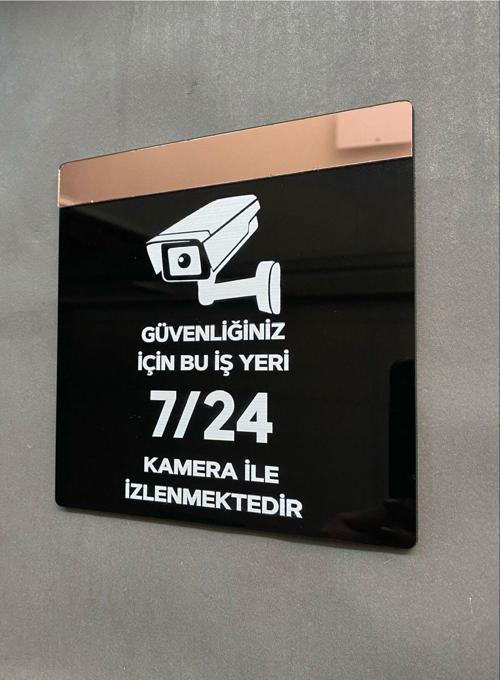 GÜVENLİĞİNİZ
İÇİN BU İŞ YERİ
7/24
KAMERA İLE
İZLENMEKTEDİR